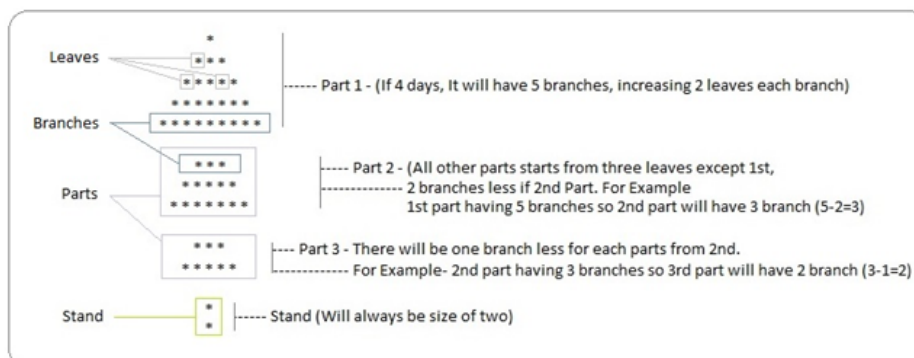 *
Leaves
* * *
* * * * *
Part 1 - (If 4 days, It will have 5 branches, increasing 2 leaves each branch)
* * * * * * *
Branches
* * * * * * * * *
* * *
Part 2 - (All other parts starts from three leaves except 1st,
* * * * *
2 branches less if 2nd Part. For Example
Parts
* * * * * * *
1st part having 5 branches so 2nd part will have 3 branch (5-2=3)
* * *
Part 3 - There will be one branch less for each parts from 2nd.
* * * * *
For Example- 2nd part having 3 branches so 3rd part will have 2 branch (3-1=2)
*
Stand
Stand (Will always be size of two)
*